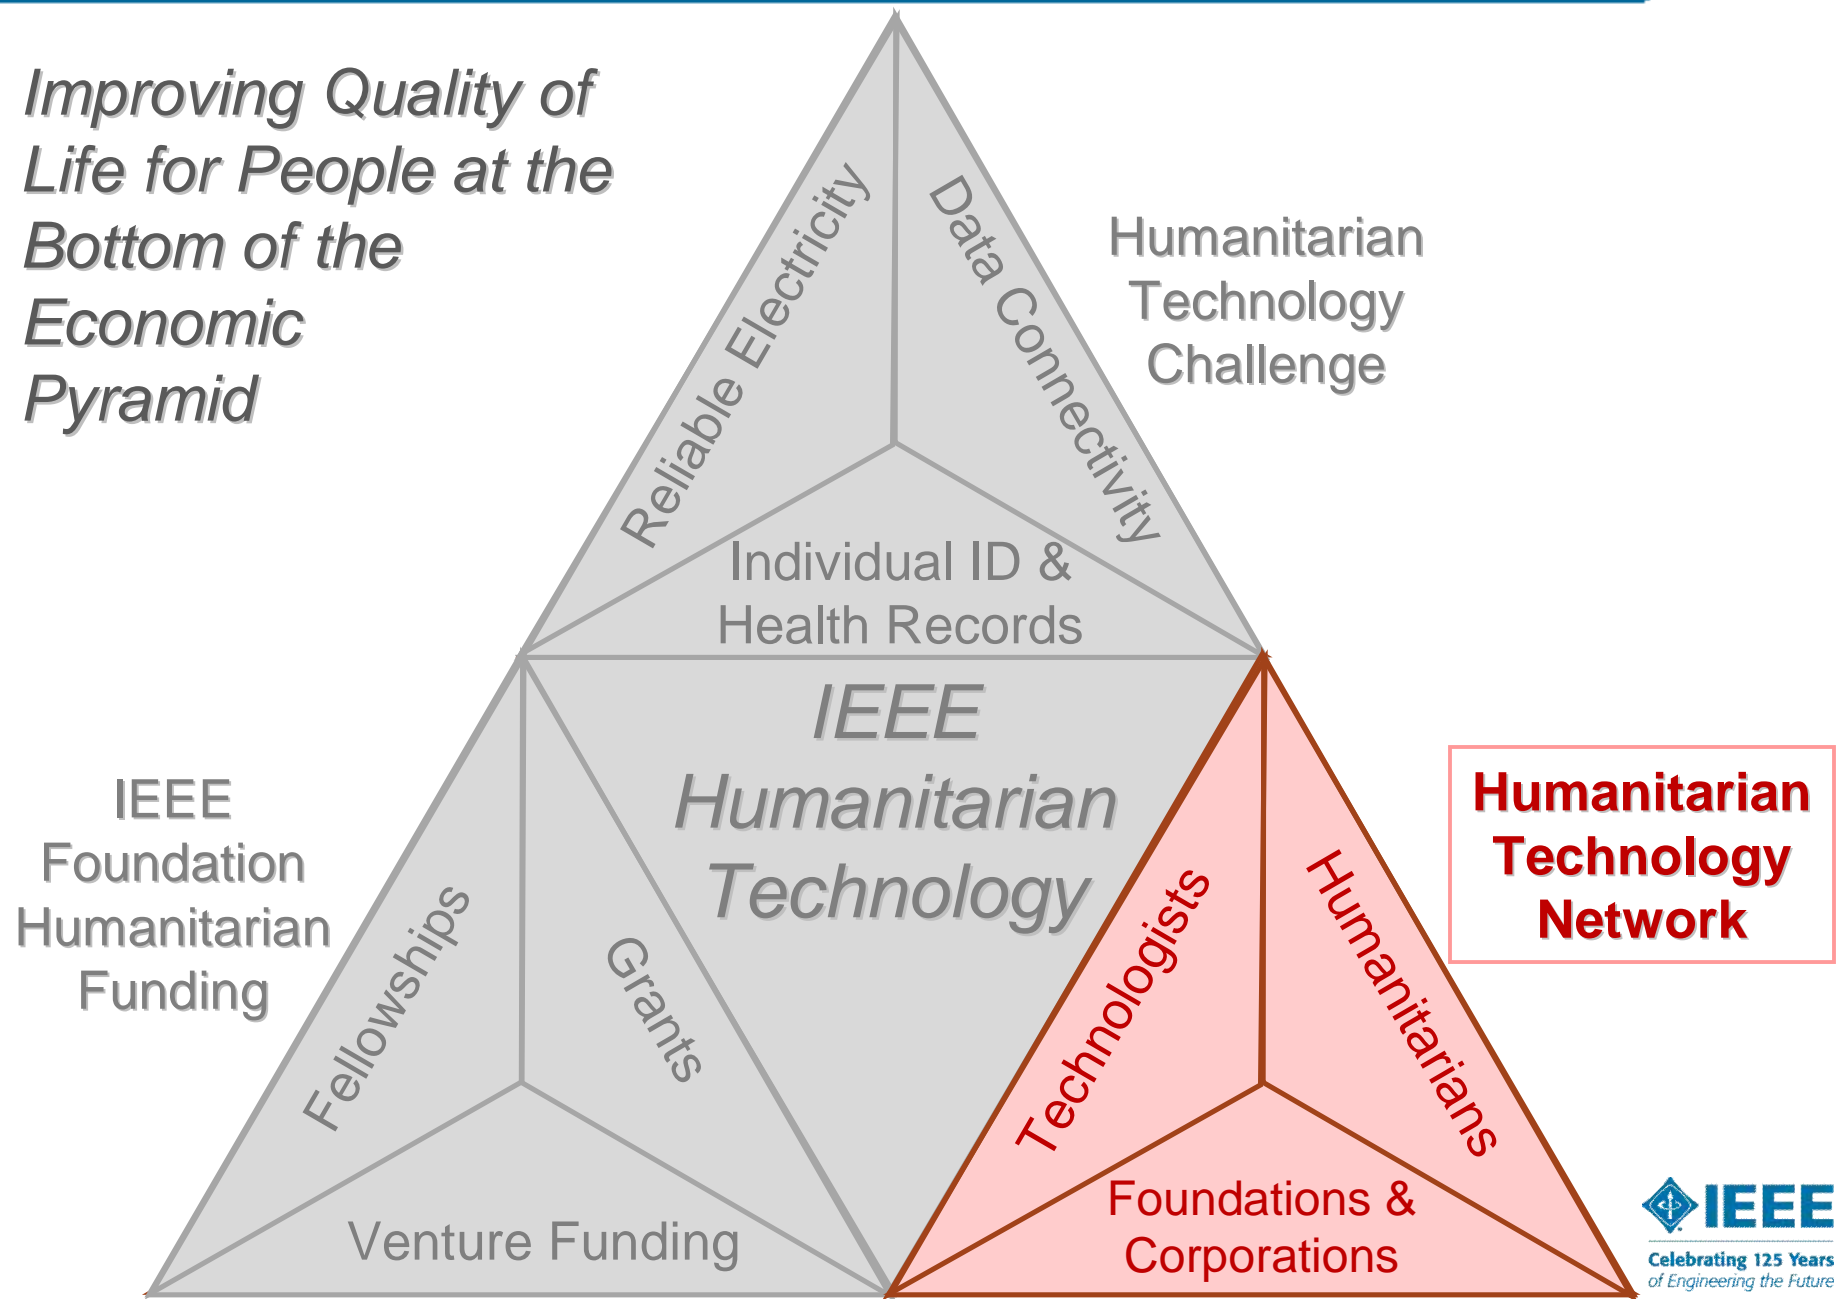 Improving Quality of
Life for People at the
Bottom of the
Economic
Pyramid
Reliable Electricity
Data Connectivity
Individual ID &
Health Records
Humanitarian
Technology
Challenge
IEEE
Humanitarian
Technology
IEEE
Foundation
Humanitarian
Funding
Fellowships
Grants
Venture Funding
Technologists
Humanitarians
Foundations &
Corporations
Humanitarian
Technology
Network
IEEE
Celebrating 125 Years
of Engineering the Future